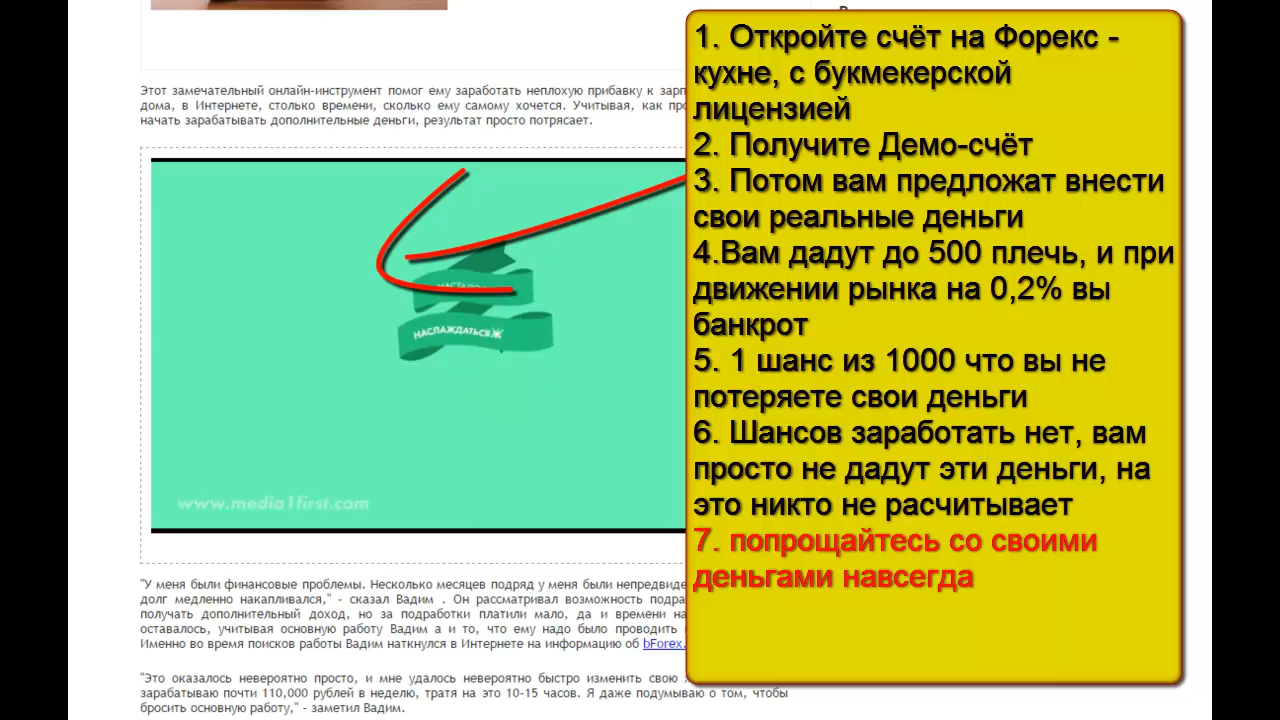 Этот замечательный онлайн-инструмент помог ему заработать неплохую прибавку к
дома, в Интернете, столько времени, сколько ему самому хочется. Учитывая, как
начать зарабатывать дополнительные деньги, результат просто потрясает.
НАСЛАЖДАТЬСЯ Ж
www.media1first.com
"У меня были финансовые проблемы. Несколько месяцев подряд у меня были
долг медленно накапливался," - сказал Вадим . Он рассматривал возможность
получать дополнительный доход, но за подработки платили мало, да и времени
оставалось, учитывая основную работу Вадим а и то, что ему надо было проводить
Именно во время поисков работы Вадим наткнулся в Интернете на информацию об bForex.
"Это оказалось невероятно просто, и мне удалось невероятно быстро изменить свою
зарабатываю почти 110,000 рублей в неделю, тратя на это 10-15 часов. Я даже подумываю о том, чтобы
бросить основную работу," - заметил Вадим.
1. Откройте счёт на Форекс -
кухне, с букмекерской
лицензией
2. Получите Демо-счёт
3. Потом вам предложат внести
свои реальные деньги
4.Вам дадут до 500 плечь, и при
движении рынка на 0,2% вы
банкрот
5. 1 шанс из 1000 что вы не
потеряете свои деньги
6. Шансов заработать нет, вам
просто не дадут эти деньги, на
это никто не расчитывает
7. попрощайтесь со своими
деньгами навсегда